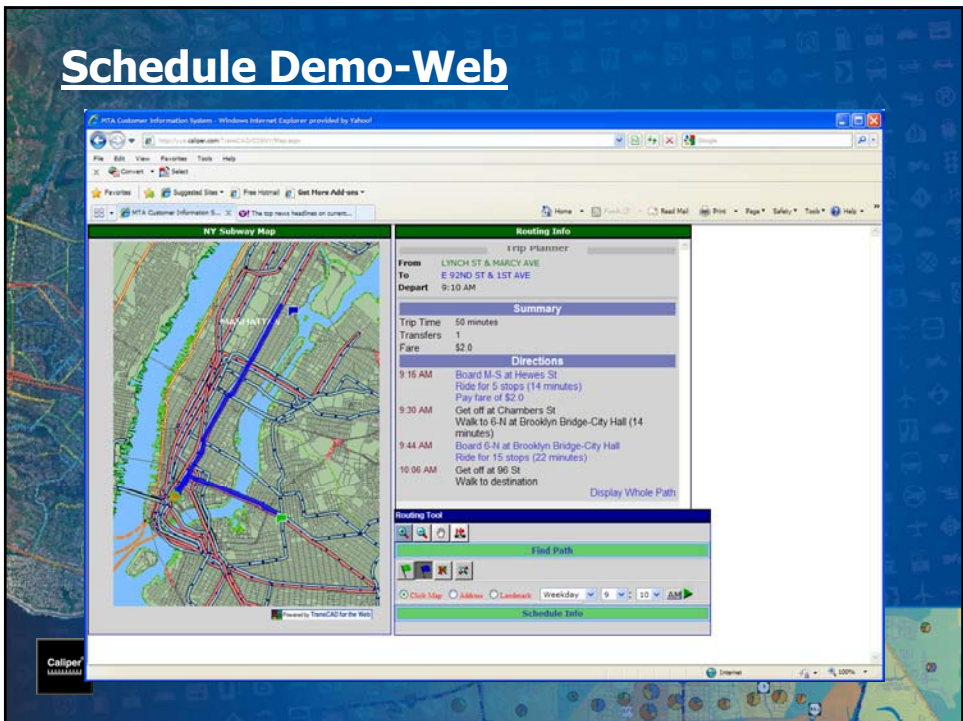 Schedule Demo-Web
MTA Customer Information System - Windows Internet Explorer provided by Yahoo!
Google
File Edit View Favorites Tools Help
X Convert Select
Favorites Suggested Sites Free Hotmail Get More Add-ons
MTA Customer Information S... X The top news headlines on current...
Home Read Mail Print Page Safety Tools Help
NY Subway Map
Routing Info
MANHATTAN
Trip Planner
From LYNCH ST & MARCY AVE
To E 92ND ST & 1ST AVE
Depart 9:10 AM
Summary
Trip Time 50 minutes
Transfers 1
Fare $2.0
Directions
9:16 AM Board M-S at Hewes St
Ride for 5 stops (14 minutes)
Pay fare of $2.0
9:30 AM Get off at Chambers St
Walk to 6-N at Brooklyn Bridge-City Hall (14
minutes)
9:44 AM Board 6-N at Brooklyn Bridge-City Hall
Ride for 15 stops (22 minutes)
10:06 AM Get off at 96 St
Walk to destination
Display Whole Path
Routing Tool
Find Path
Click Map Address Landmark Weekday 9 : 10 AM
Schedule Info
Powered by TransCAD for the Web
Caliper
Internet 100%